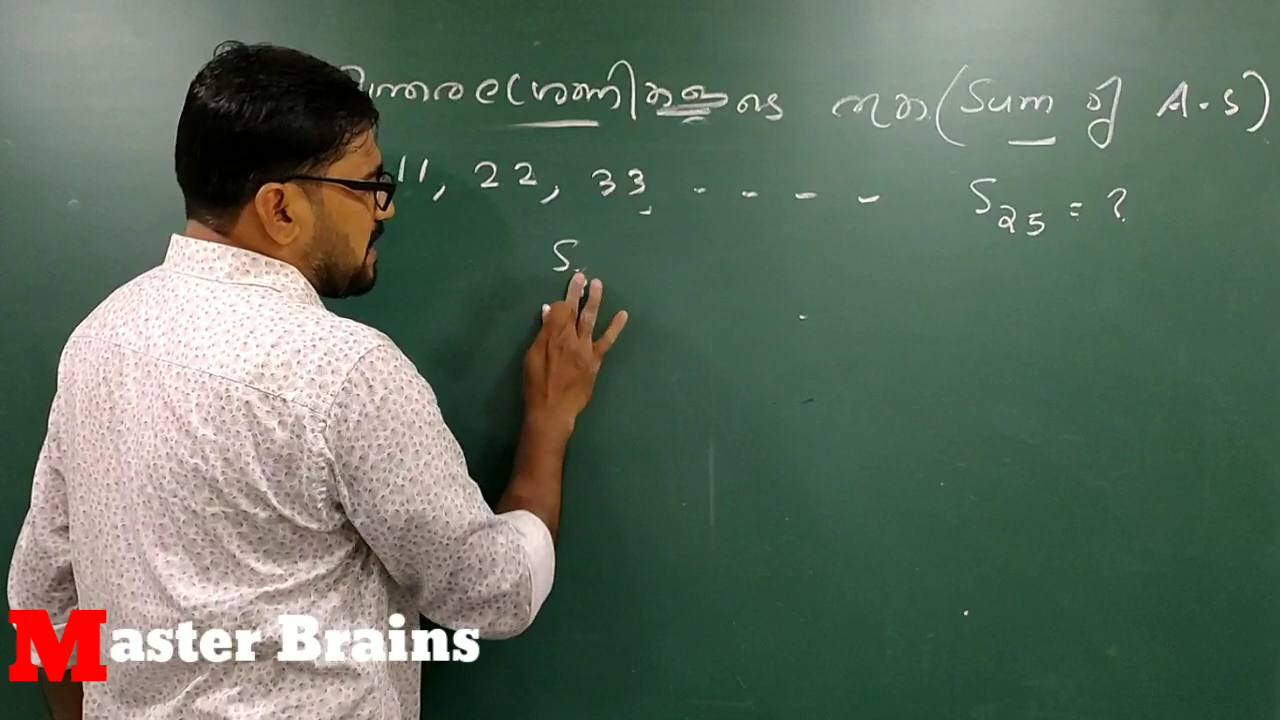 തുക (Sum of A.S)
11, 22, 33, - - - - S₂₅ = ?
S
Master Brains